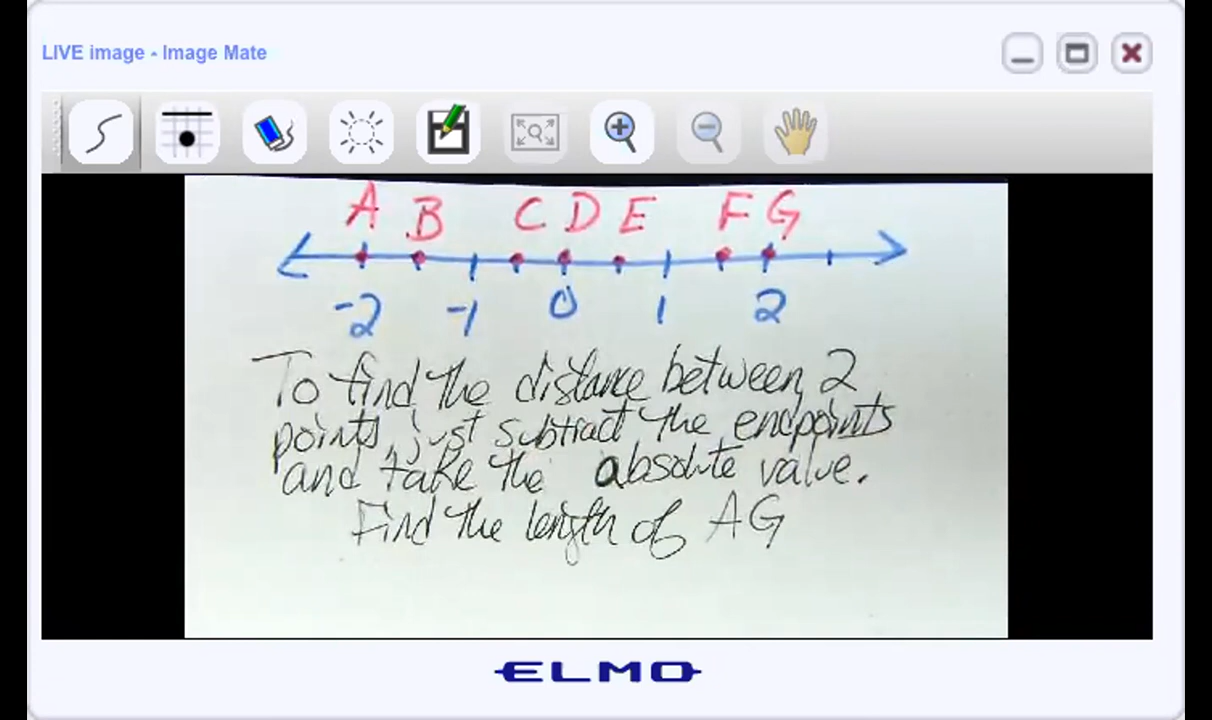 LIVE image - Image Mate
A B C D E F G
-2 -1 0 1 2
To find the distance between 2
points, just subtract the endpoints
and take the absolute value.
Find the length of AG
ELMO